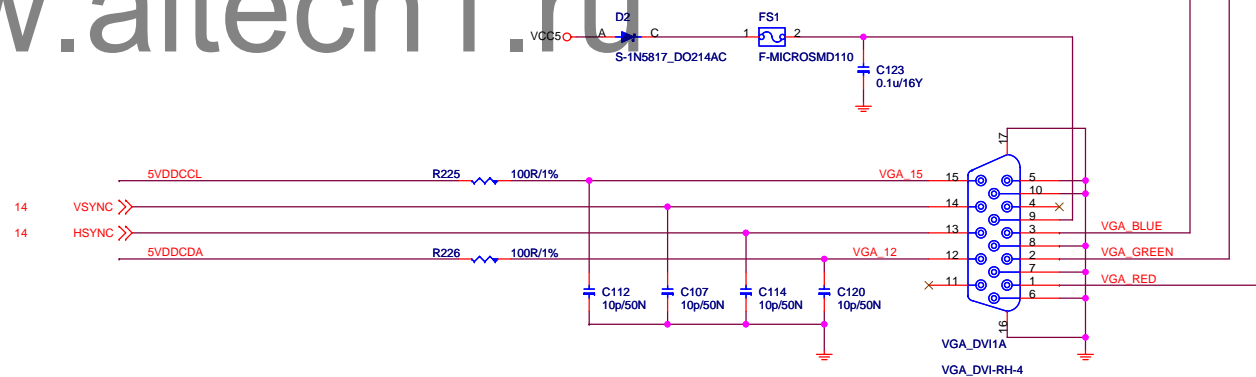 w.aitech1.ru
D2
FS1
VCC5 A C 1 2
S-1N5817_DO214AC F-MICROSMD110
C123
0.1u/16Y
17
5VDDCCL R225 100R/1% VGA_15 15 5
10
14 VSYNC 14 4
9
14 HSYNC 13 3 VGA_BLUE
8
5VDDCDA R226 100R/1% VGA_12 12 2 VGA_GREEN
7
11 1 VGA_RED
6
C112 C107 C114 C120
10p/50N 10p/50N 10p/50N 10p/50N
16
VGA_DVI1A
VGA_DVI-RH-4